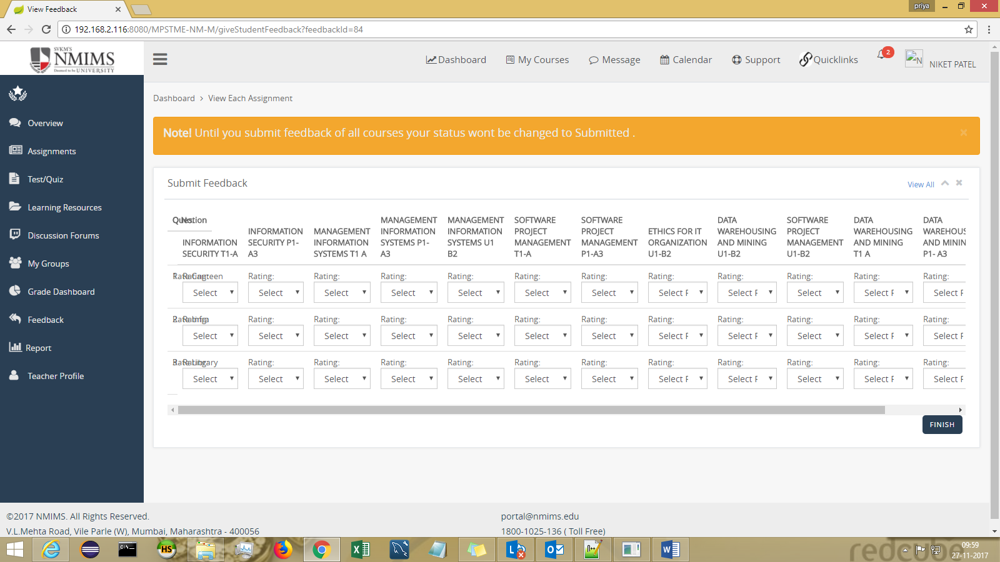 View Feedback
priya
192.168.2.116:8080/MPSTME-NM-M/giveStudentFeedback?feedbackId=84
SVKM'S
NMIMS
Deemed to be UNIVERSITY
Dashboard
My Courses
Message
Calendar
Support
Quicklinks
2
N
NIKET PATEL
Overview
Assignments
Test/Quiz
Learning Resources
Discussion Forums
My Groups
Grade Dashboard
Feedback
Report
Teacher Profile
Dashboard > View Each Assignment
Note! Until you submit feedback of all courses your status wont be changed to Submitted .
Submit Feedback
View All
Question
INFORMATION SECURITY T1-A
INFORMATION SECURITY P1-A3
MANAGEMENT INFORMATION SYSTEMS T1 A
MANAGEMENT INFORMATION SYSTEMS P1-A3
MANAGEMENT INFORMATION SYSTEMS U1 B2
SOFTWARE PROJECT MANAGEMENT T1-A
SOFTWARE PROJECT MANAGEMENT P1-A3
ETHICS FOR IT ORGANIZATION U1-B2
DATA WAREHOUSING AND MINING U1-B2
SOFTWARE PROJECT MANAGEMENT U1-B2
DATA WAREHOUSING AND MINING T1 A
DATA WAREHOUS AND MININ P1- A3
1 Rate Canteen Rating: Rating: Rating: Rating: Rating: Rating: Rating: Rating: Rating: Rating: Rating: Rating:
Select Select Select Select Select Select Select Select F Select F Select Select F Select F
2 Rate Infra Rating: Rating: Rating: Rating: Rating: Rating: Rating: Rating: Rating: Rating: Rating: Rating:
Select Select Select Select Select Select Select Select F Select F Select Select F Select F
3 Rate Library Rating: Rating: Rating: Rating: Rating: Rating: Rating: Rating: Rating: Rating: Rating: Rating:
Select Select Select Select Select Select Select Select F Select F Select Select F Select F
FINISH
©2017 NMIMS. All Rights Reserved.
V.L.Mehta Road, Vile Parle (W), Mumbai, Maharashtra - 400056
portal@nmims.edu
1800-1025-136 ( Toll Free)
HS
redcube
09:59
27-11-2017